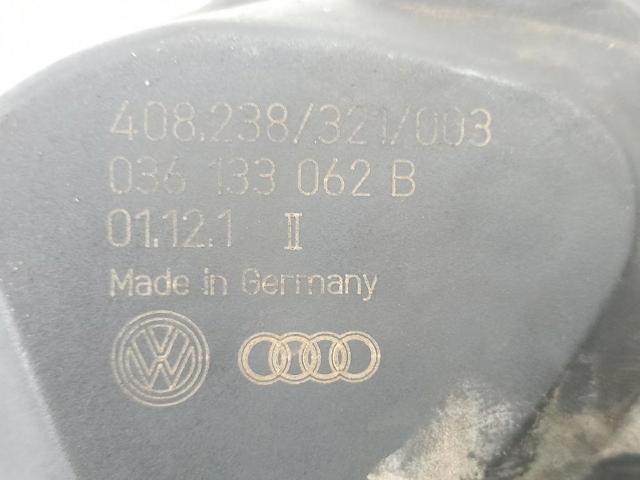 408.238/321/003
036 133 062 B
01.12.1 II
Made in Germany